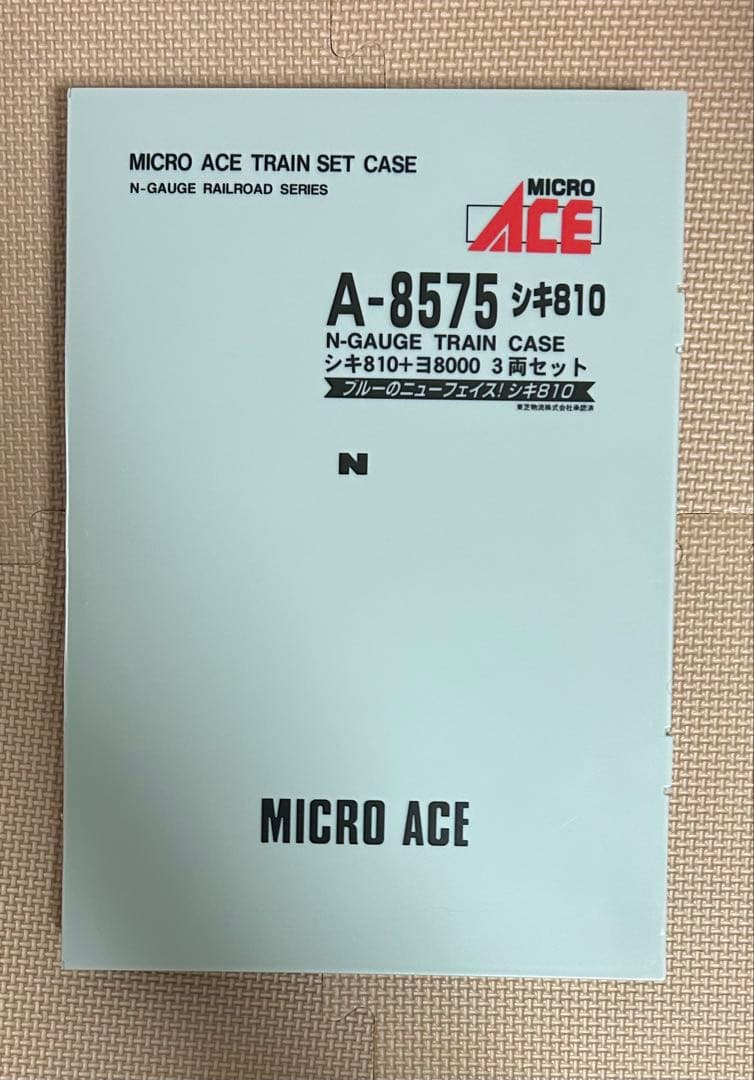 MICRO ACE TRAIN SET CASE
N-GAUGE RAILROAD SERIES
MICRO
ACE
A-8575 シキ810
N-GAUGE TRAIN CASE
シキ810+ヨ8000 3両セット
ブルーのニューフェイス!シキ810
東芝物流株式会社承認済
N
MICRO ACE